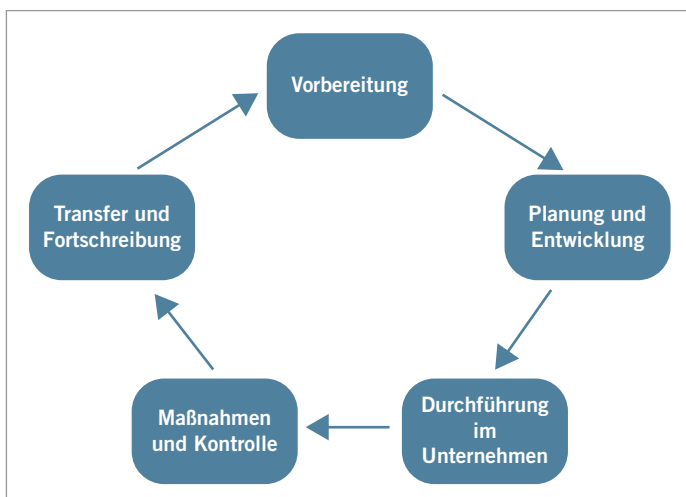 Vorbereitung
Planung und
Entwicklung
Durchführung
im
Unternehmen
Maßnahmen
und Kontrolle
Transfer und
Fortschreibung